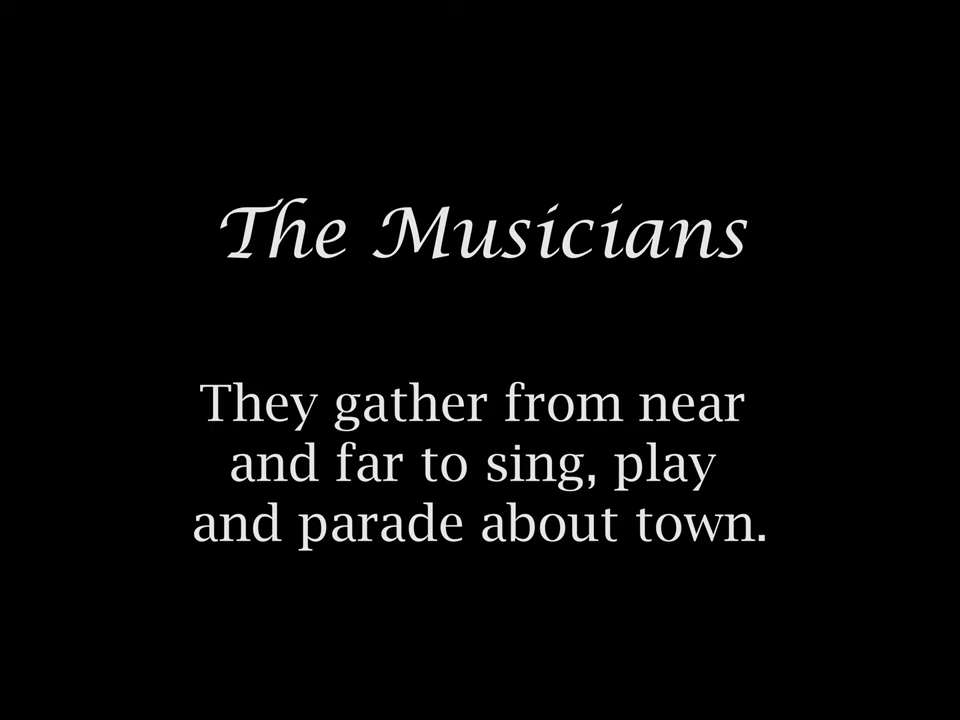 The Musicians
They gather from near
and far to sing, play
and parade about town.